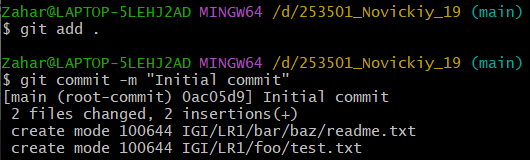 Zahar@LAPTOP-5LEHJ2AD MINGW64 /d/253501_Novickiy_19 (main)
$ git add .
Zahar@LAPTOP-5LEHJ2AD MINGW64 /d/253501_Novickiy_19 (main)
$ git commit -m "Initial commit"
[main (root-commit) 0ac05d9] Initial commit
 2 files changed, 2 insertions(+)
 create mode 100644 IGI/LR1/bar/baz/readme.txt
 create mode 100644 IGI/LR1/foo/test.txt